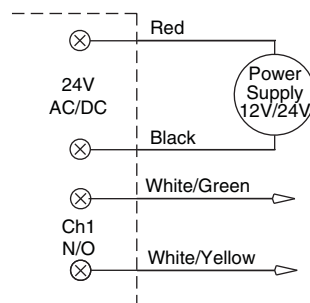 Red
24V
AC/DC
Power
Supply
12V/24V
Black
White/Green
Ch1
N/O
White/Yellow